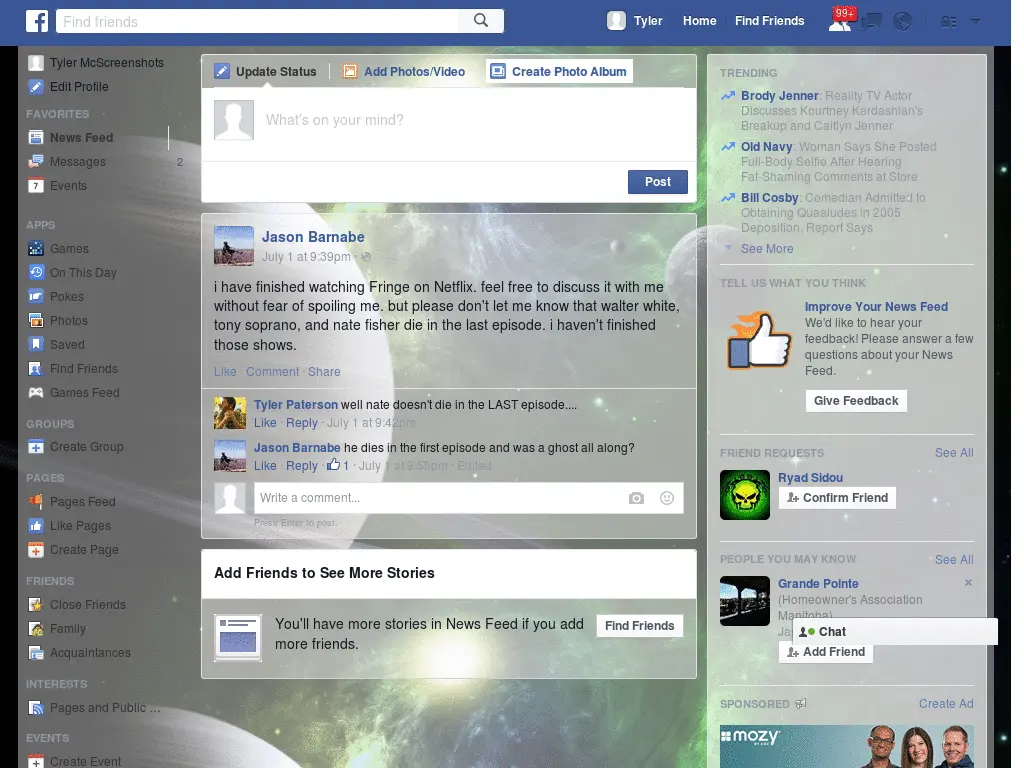 Find friends
Tyler
Home
Find Friends
99+
Tyler McScreenshots
Edit Profile
FAVORITES
News Feed
Messages
2
Events
APPS
Games
On This Day
Pokes
Photos
Saved
Find Friends
Games Feed
GROUPS
Create Group
PAGES
Pages Feed
Like Pages
Create Page
FRIENDS
Close Friends
Family
Acquaintances
INTERESTS
Pages and Public ...
EVENTS
Create Event
Update Status
Add Photos/Video
Create Photo Album
What's on your mind?
Post
Jason Barnabe
July 1 at 9:39pm ·
i have finished watching Fringe on Netflix. feel free to discuss it with me
without fear of spoiling me. but please don't let me know that walter white,
tony soprano, and nate fisher die in the last episode. i haven't finished
those shows.
Like · Comment · Share
Tyler Paterson well nate doesn't die in the LAST episode....
Like · Reply · July 1 at 9:42pm
Jason Barnabe he dies in the first episode and was a ghost all along?
Like · Reply · 1 · July 1 at 9:55pm · Edited
Write a comment...
Press Enter to post.
Add Friends to See More Stories
You'll have more stories in News Feed if you add
more friends.
Find Friends
TRENDING
Brody Jenner: Reality TV Actor
Discusses Kourtney Kardashian's
Breakup and Caitlyn Jenner
Old Navy: Woman Says She Posted
Full-Body Selfie After Hearing
Fat-Shaming Comments at Store
Bill Cosby: Comedian Admitted to
Obtaining Quaaludes in 2005
Deposition, Report Says
See More
TELL US WHAT YOU THINK
Improve Your News Feed
We'd like to hear your
feedback! Please answer a few
questions about your News
Feed.
Give Feedback
FRIEND REQUESTS
See All
Ryad Sidou
Confirm Friend
PEOPLE YOU MAY KNOW
See All
Grande Pointe
(Homeowner's Association
Manitoba)
Chat
Add Friend
SPONSORED
Create Ad
mozy